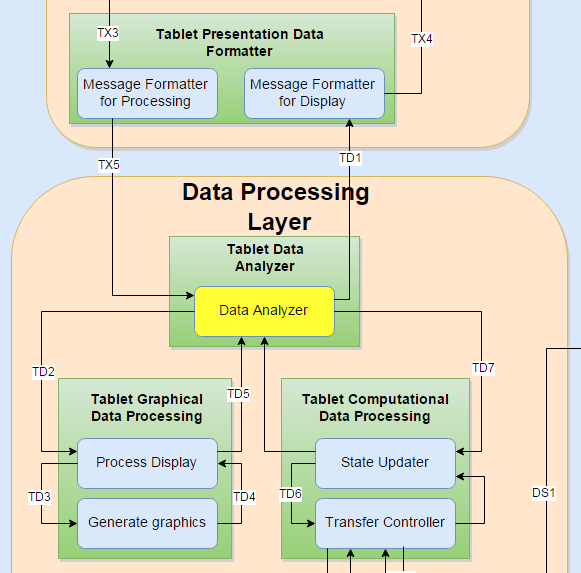 TX3
Tablet Presentation Data
Formatter
TX4
Message Formatter
for Processing
Message Formatter
for Display
TX5
TD1
Data Processing
Layer
Tablet Data
Analyzer
Data Analyzer
TD2
TD7
TD5
Tablet Graphical
Data Processing
Tablet Computational
Data Processing
Process Display
State Updater
TD3
TD4
TD6
DS1
Generate graphics
Transfer Controller